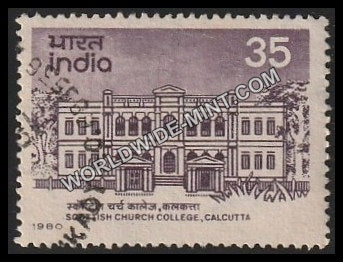 भारत 35
india
WORLDWIDE-MINT.COM
स्काटिश चर्च कालेज, कलकत्ता
SCOTTISH CHURCH COLLEGE, CALCUTTA
1980